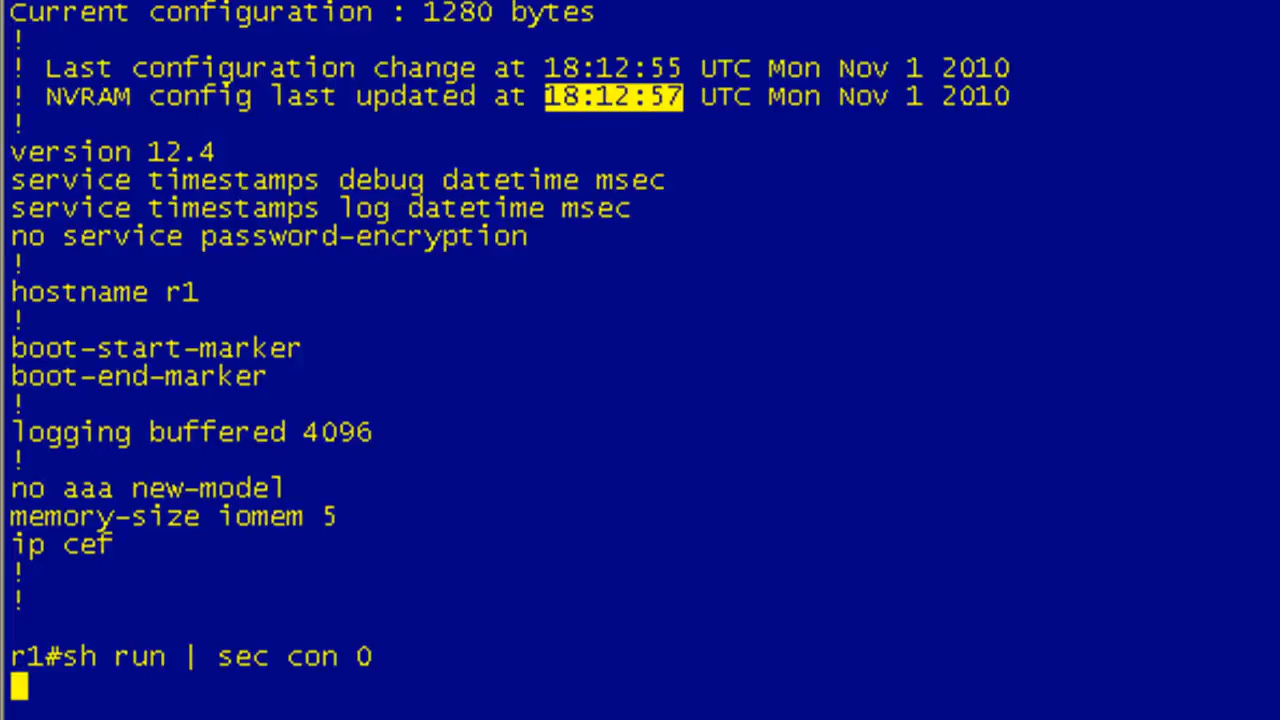 Current configuration : 1280 bytes
!
! Last configuration change at 18:12:55 UTC Mon Nov 1 2010
! NVRAM config last updated at 18:12:57 UTC Mon Nov 1 2010
!
version 12.4
service timestamps debug datetime msec
service timestamps log datetime msec
no service password-encryption
!
hostname r1
!
boot-start-marker
boot-end-marker
!
logging buffered 4096
!
no aaa new-model
memory-size iomem 5
ip cef
!
!
r1#sh run | sec con 0